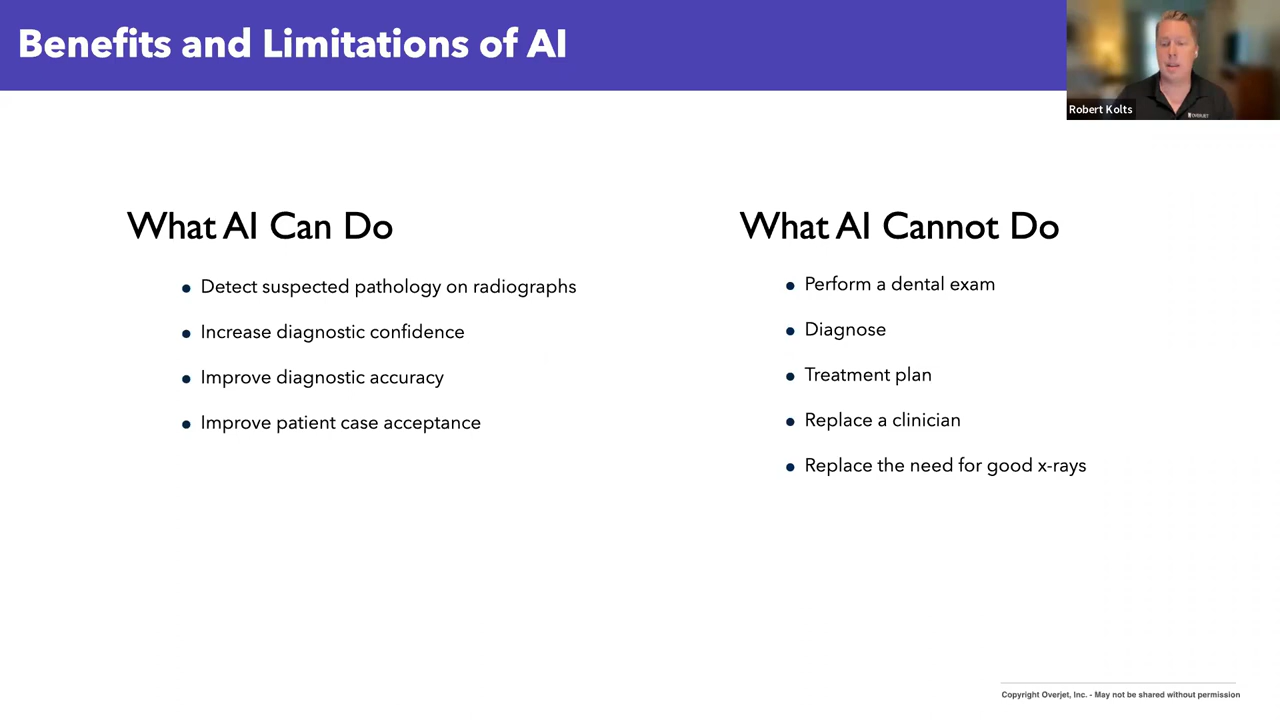 Benefits and Limitations of AI
Robert Kolts
OVERJET
What AI Can Do
Detect suspected pathology on radiographs
Increase diagnostic confidence
Improve diagnostic accuracy
Improve patient case acceptance
What AI Cannot Do
Perform a dental exam
Diagnose
Treatment plan
Replace a clinician
Replace the need for good x-rays
Copyright Overjet, Inc. - May not be shared without permission